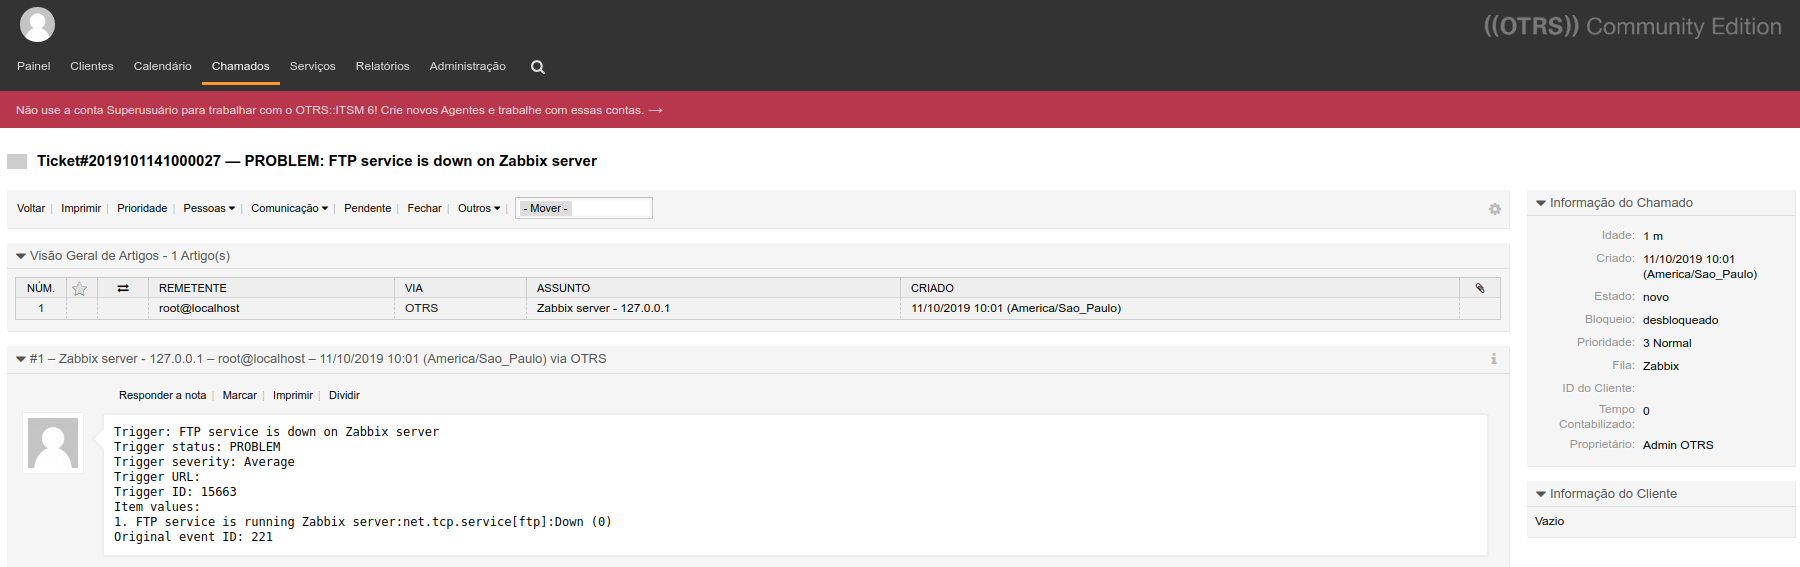 ((OTRS)) Community Edition
Painel Clientes Calendário Chamados Serviços Relatórios Administração
Não use a conta Superusuário para trabalhar com o OTRS::ITSM 6! Crie novos Agentes e trabalhe com essas contas. →
Ticket#2019101141000027 — PROBLEM: FTP service is down on Zabbix server
Voltar | Imprimir | Prioridade | Pessoas | Comunicação | Pendente | Fechar | Outros | - Mover -
Visão Geral de Artigos - 1 Artigo(s)
NÚM. REMETENTE VIA ASSUNTO CRIADO
1 root@localhost OTRS Zabbix server - 127.0.0.1 11/10/2019 10:01 (America/Sao_Paulo)
#1 – Zabbix server - 127.0.0.1 – root@localhost – 11/10/2019 10:01 (America/Sao_Paulo) via OTRS
Responder a nota | Marcar | Imprimir | Dividir
Trigger: FTP service is down on Zabbix server
Trigger status: PROBLEM
Trigger severity: Average
Trigger URL:
Trigger ID: 15663
Item values:
1. FTP service is running Zabbix server:net.tcp.service[ftp]:Down (0)
Original event ID: 221
Informação do Chamado
Idade: 1 m
Criado: 11/10/2019 10:01
(America/Sao_Paulo)
Estado: novo
Bloqueio: desbloqueado
Prioridade: 3 Normal
Fila: Zabbix
ID do Cliente:
Tempo
Contabilizado: 0
Proprietário: Admin OTRS
Informação do Cliente
Vazio